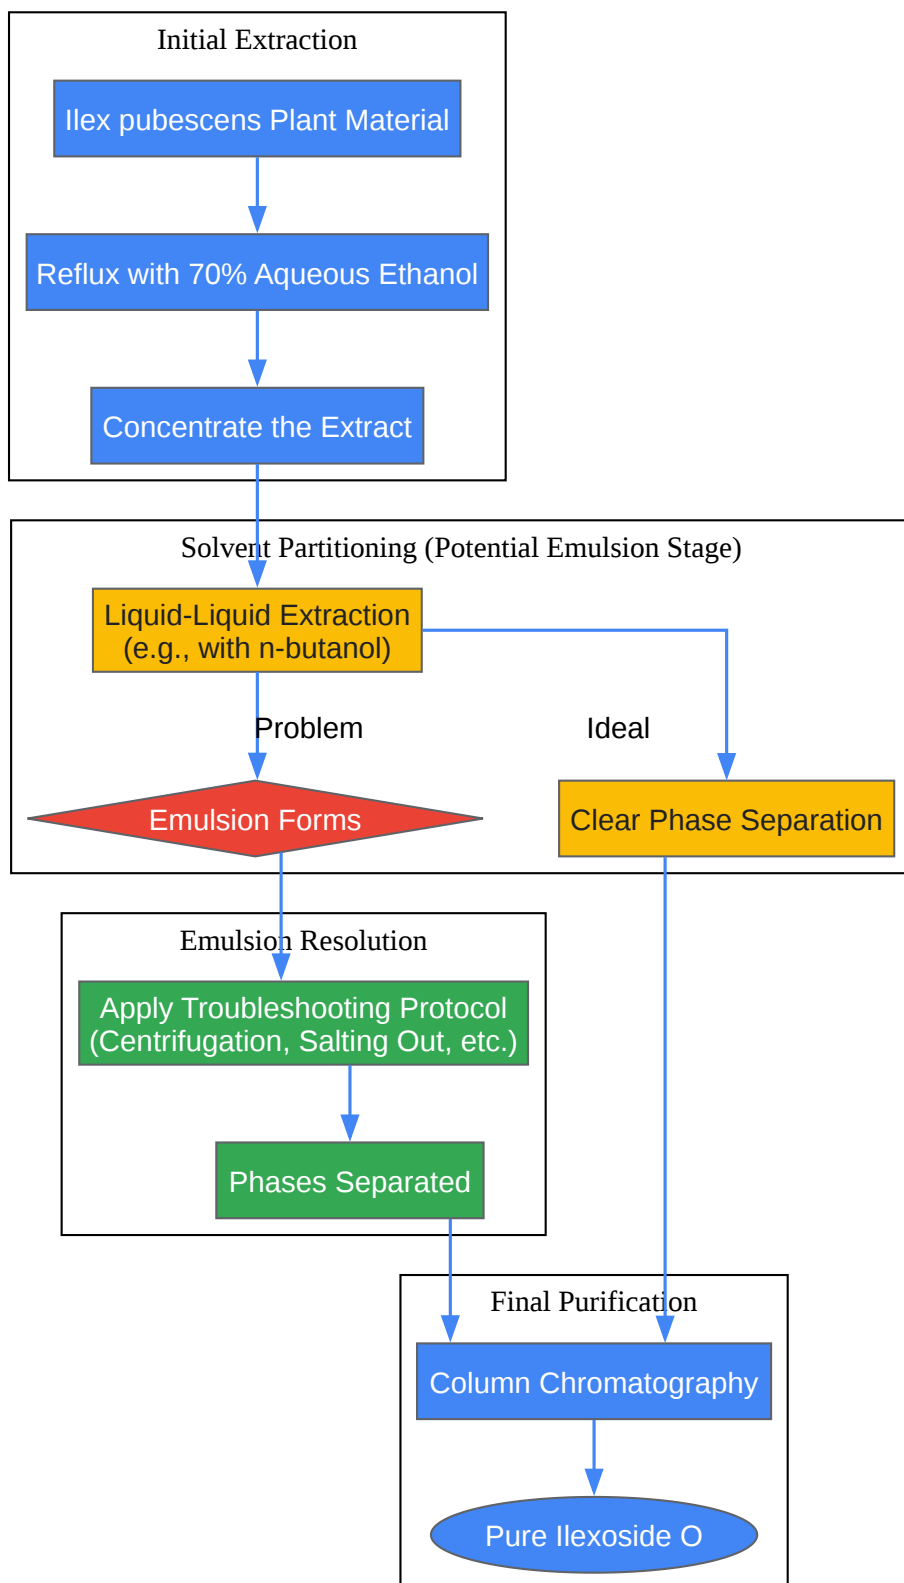 Initial Extraction
Ilex pubescens Plant Material
Reflux with 70% Aqueous Ethanol
Concentrate the Extract
Solvent Partitioning (Potential Emulsion Stage)
Liquid-Liquid Extraction
(e.g., with n-butanol)
Problem
Ideal
Emulsion Forms
Clear Phase Separation
Emulsion Resolution
Apply Troubleshooting Protocol
(Centrifugation, Salting Out, etc.)
Phases Separated
Final Purification
Column Chromatography
Pure Ilexoside O